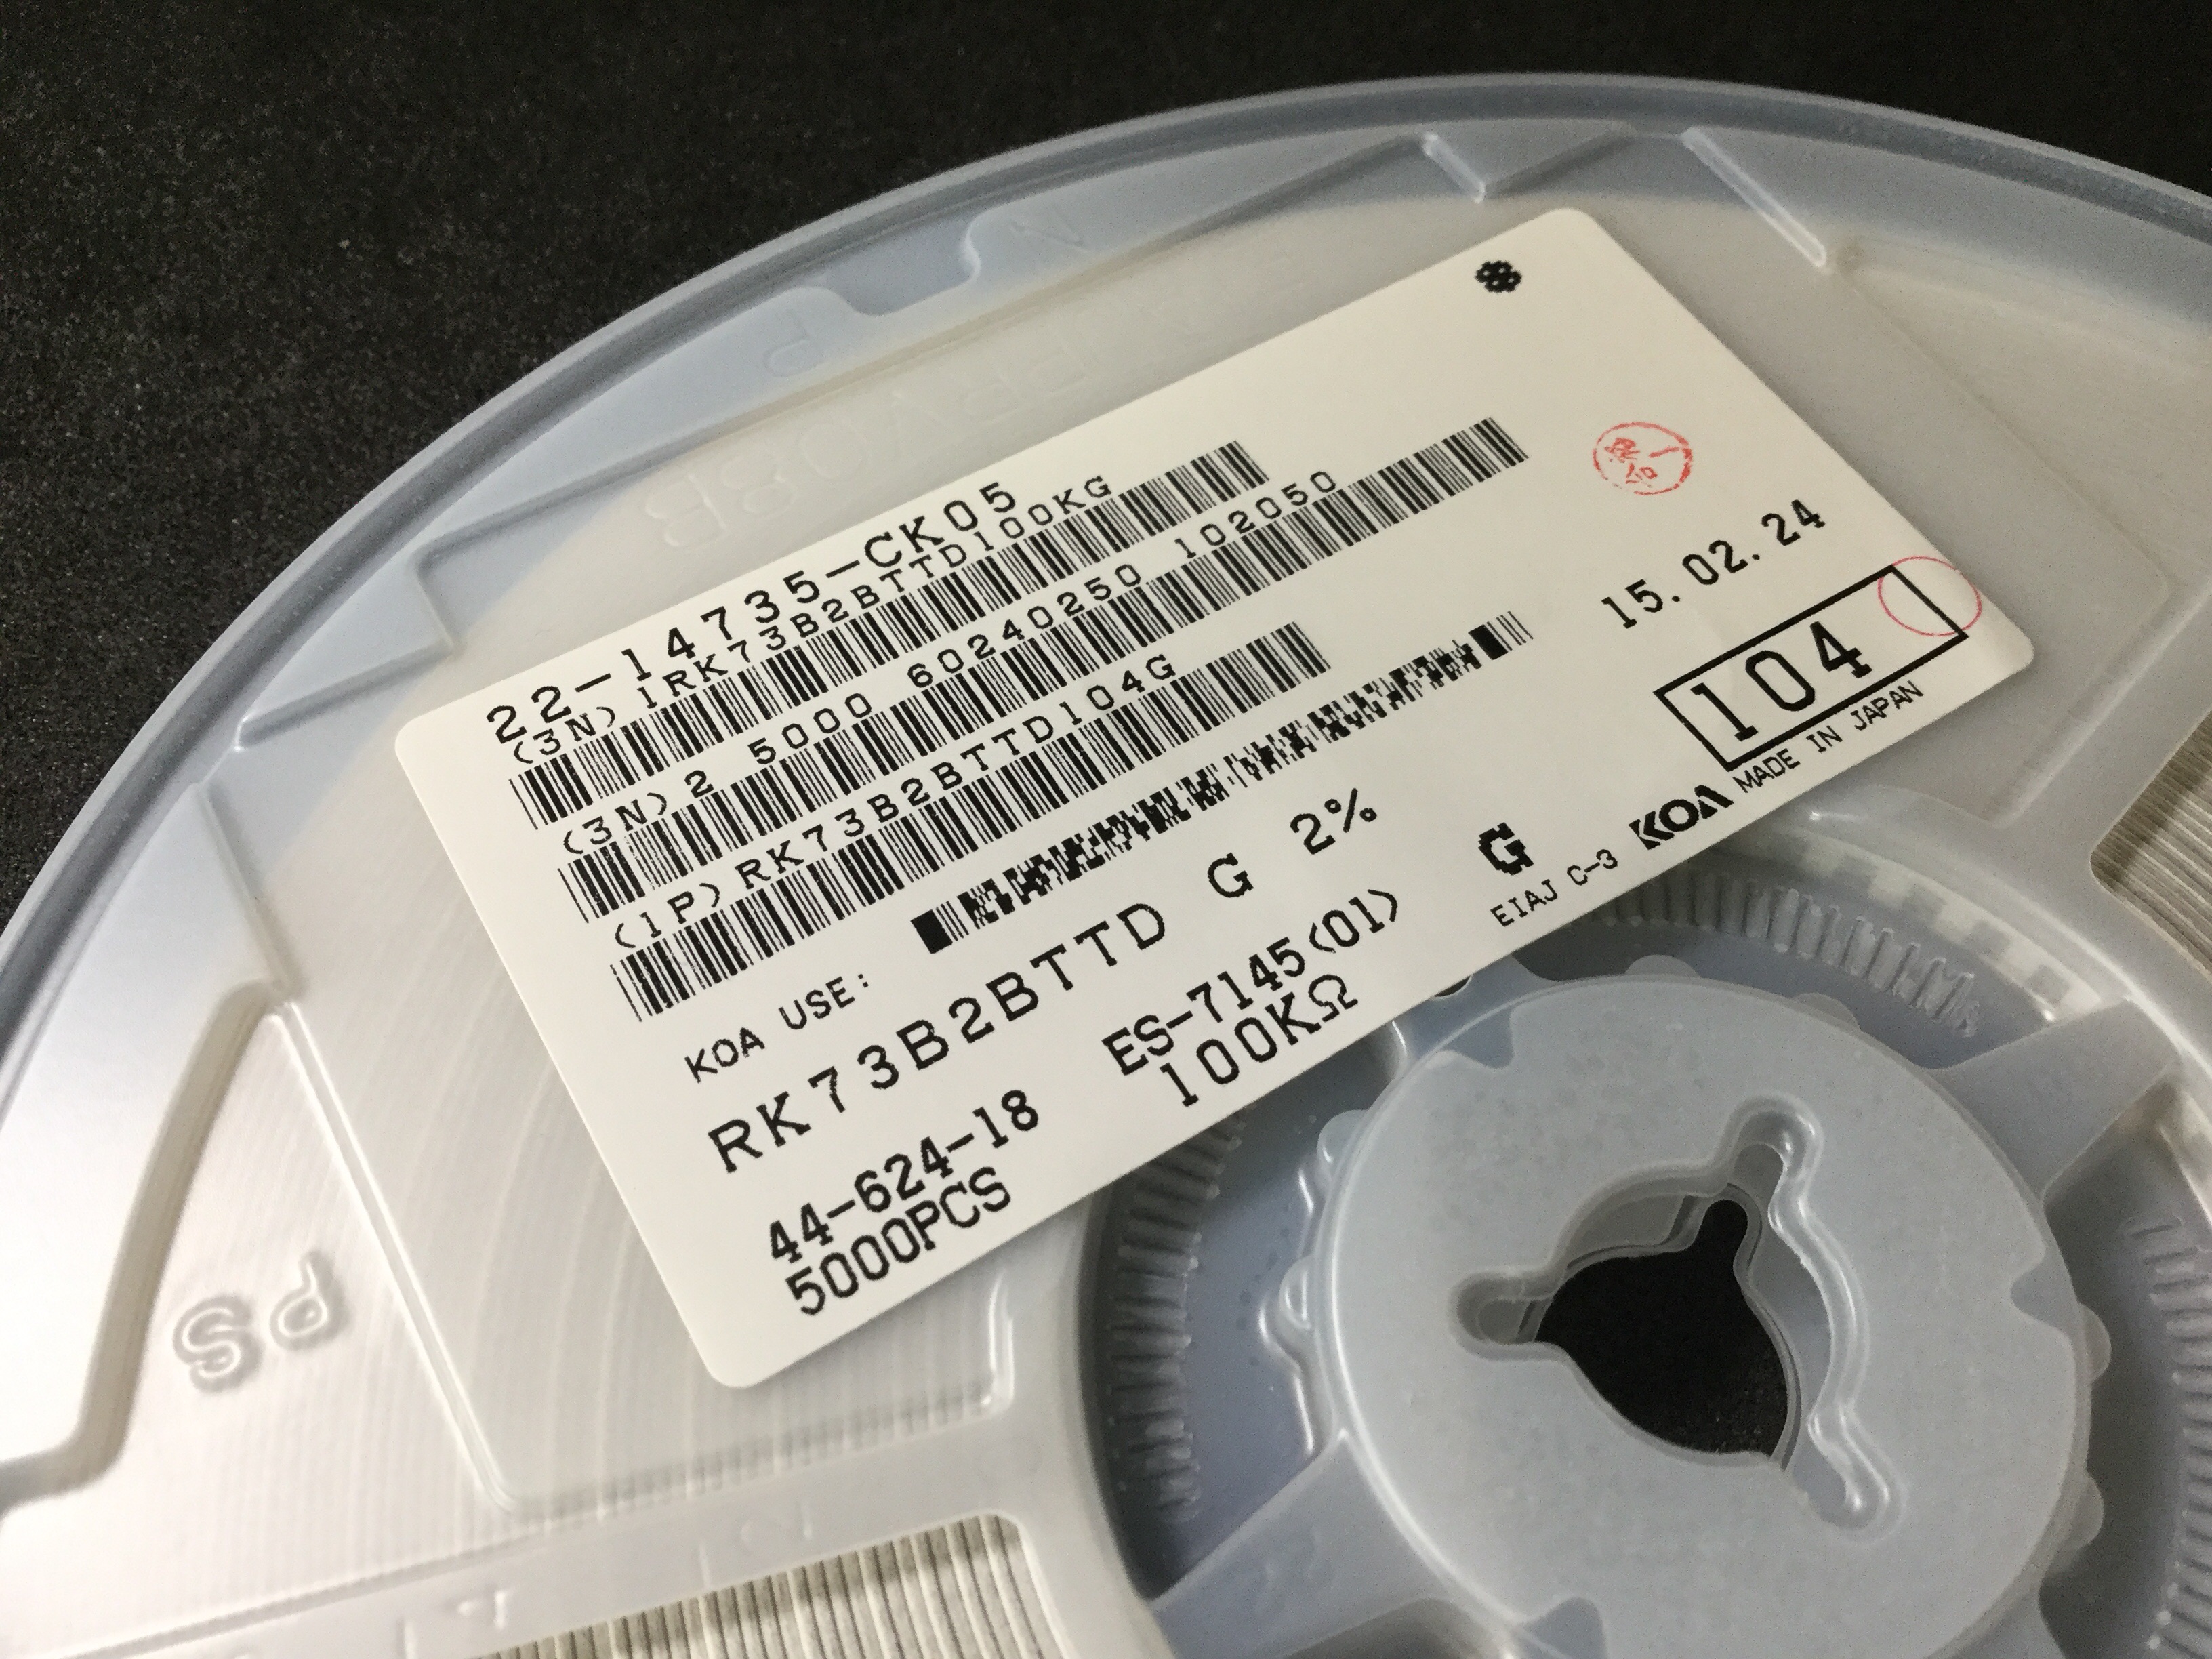 22-14735-CK05
(3N)1RK73B2BTTD100KG
(3N)2 5000 60240250 102050
(1P)RK73B2BTTD104G
KOA USE:
RK73B2BTTD G 2%
44-624-18 ES-7145(01)
5000PCS 100KΩ
15.02.24
104
MADE IN JAPAN
G
EIAJ C-3 KOA
PS